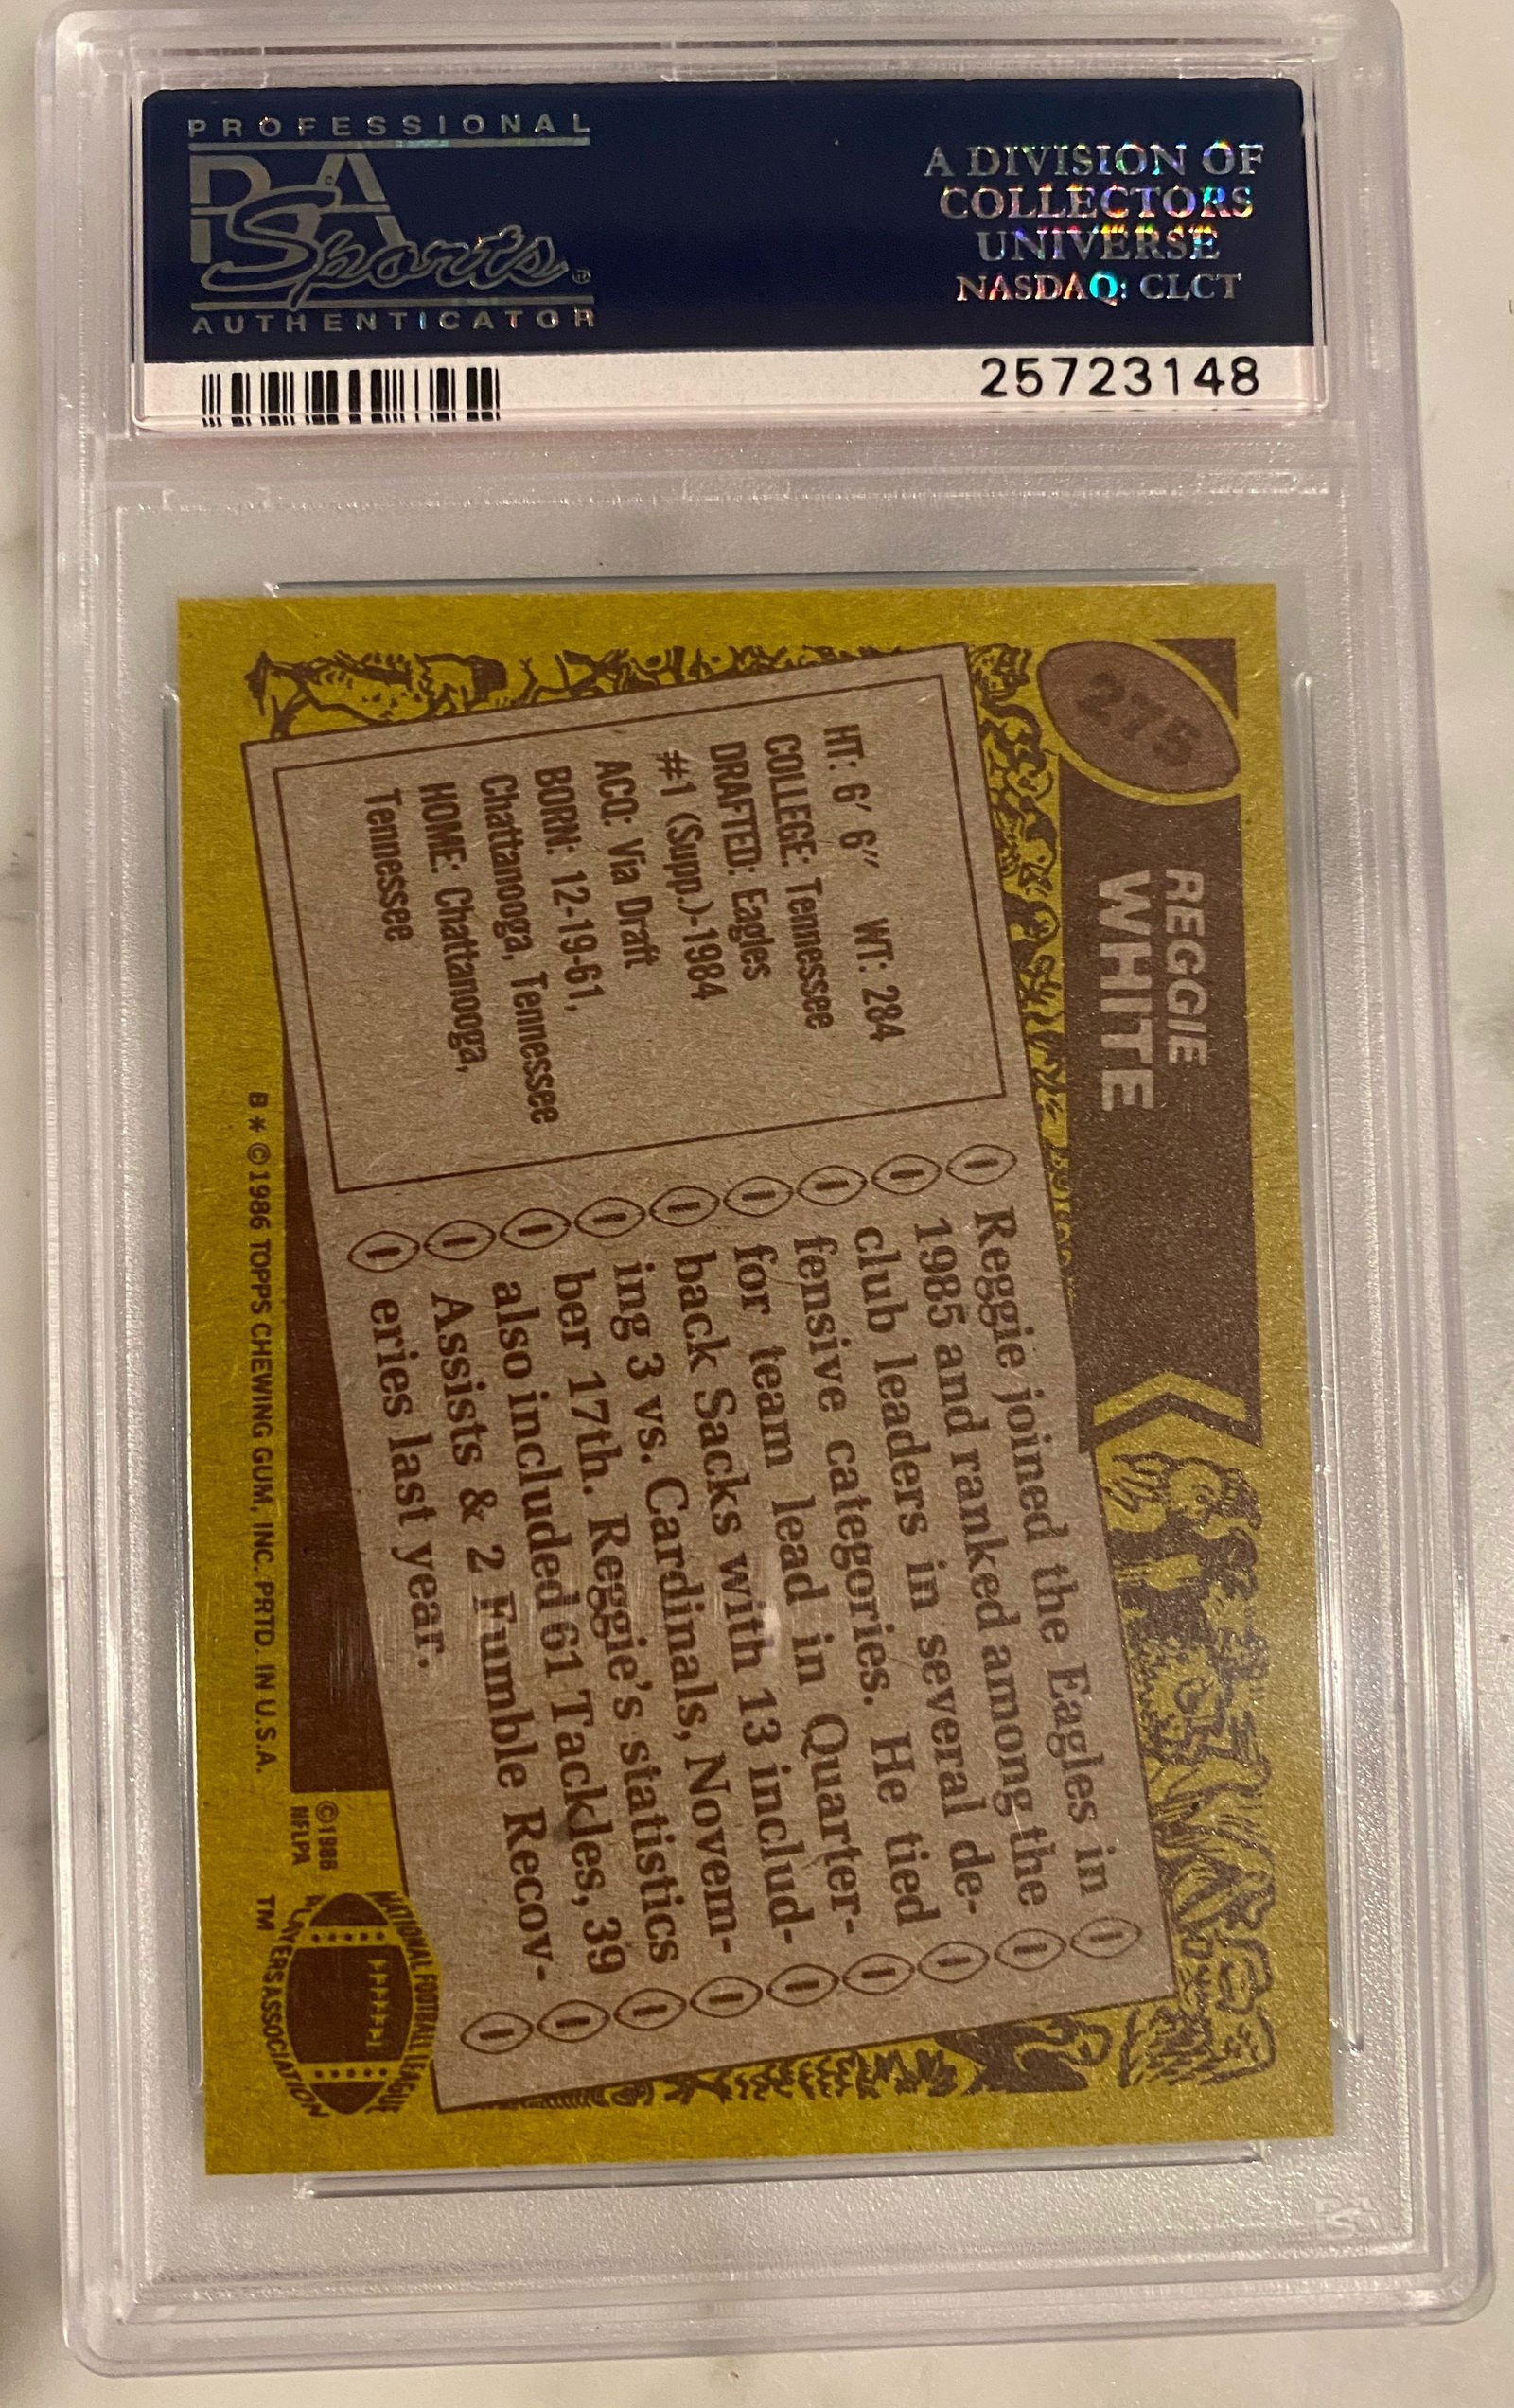 PROFESSIONAL
PSA
Sports
AUTHENTICATOR
A DIVISION OF
COLLECTORS
UNIVERSE
NASDAQ: CLCT
25723148
275
REGGIE
WHITE
HT: 6' 6" WT: 284
COLLEGE: Tennessee
DRAFTED: Eagles
#1 (Supp.)-1984
ACQ: Via Draft
BORN: 12-19-61,
Chattanooga, Tennessee
HOME: Chattanooga,
Tennessee
Reggie joined the Eagles in
1985 and ranked among the
club leaders in several de-
fensive categories. He tied
for team lead in Quarter-
back Sacks with 13 includ-
ing 3 vs. Cardinals, Novem-
ber 17th. Reggie's statistics
also included 61 Tackles, 39
Assists & 2 Fumble Recov-
eries last year.
B * ©1986 TOPPS CHEWING GUM, INC. PRTD. IN U.S.A.
©1986
NFLPA
TM
NATIONAL FOOTBALL LEAGUE
PLAYERS ASSOCIATION
PSA